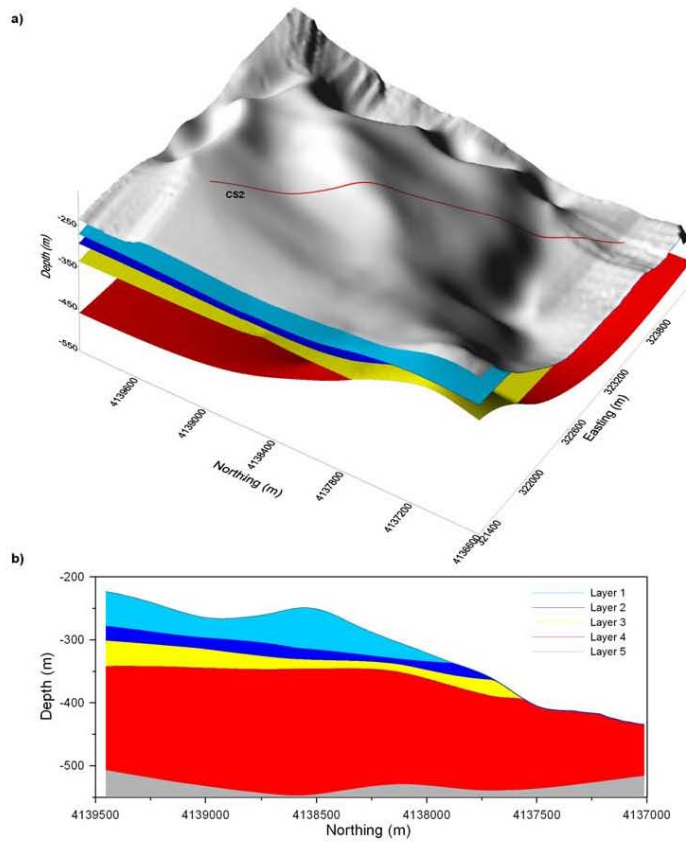 a)
CS2
-250
-350
-450
-550
Depth (m)
4139600
4139000
4138400
4137800
4137200
4136600
Northing (m)
321400
322000
322600
323200
323800
Easting (m)
b)
-200
-300
-400
-500
Depth (m)
Layer 1
Layer 2
Layer 3
Layer 4
Layer 5
4139500 4139000 4138500 4138000 4137500 4137000
Northing (m)